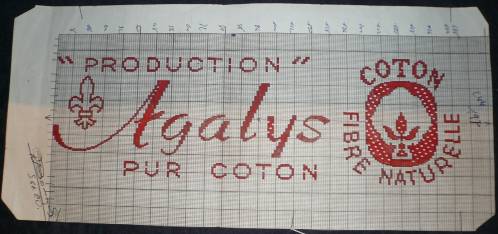 "PRODUCTION"
Agalys
PUR COTON
COTON
FIBRE NATURELLE